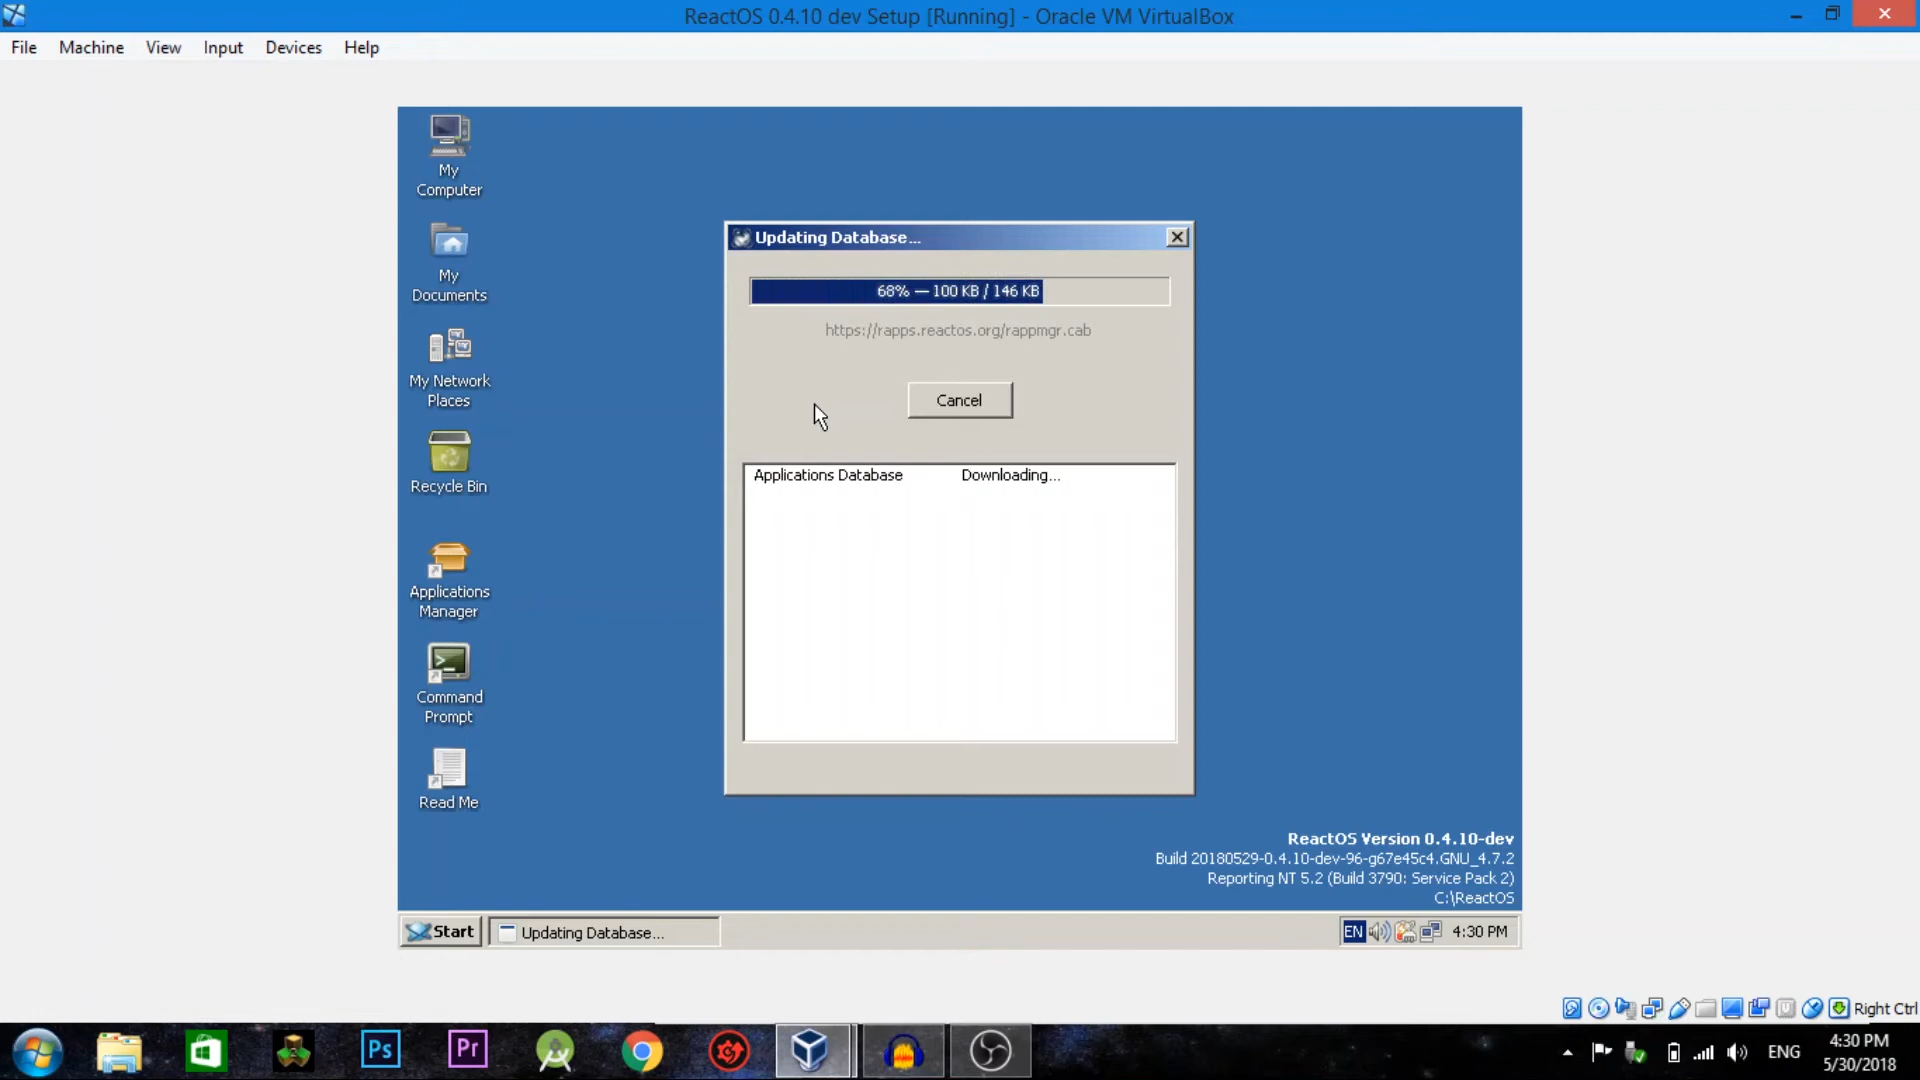 ReactOS 0.4.10 dev Setup [Running] - Oracle VM VirtualBox
File Machine View Input Devices Help
My Computer
My Documents
My Network Places
Recycle Bin
Applications Manager
Command Prompt
Read Me
Updating Database...
68% — 100 KB / 146 KB
https://rapps.reactos.org/rappmgr.cab
Cancel
Applications Database Downloading...
ReactOS Version 0.4.10-dev
Build 20180529-0.4.10-dev-96-g67e45c4.GNU_4.7.2
Reporting NT 5.2 (Build 3790: Service Pack 2)
C:\ReactOS
Start Updating Database... EN 4:30 PM
Right Ctrl
Ps Pr ENG 4:30 PM
5/30/2018